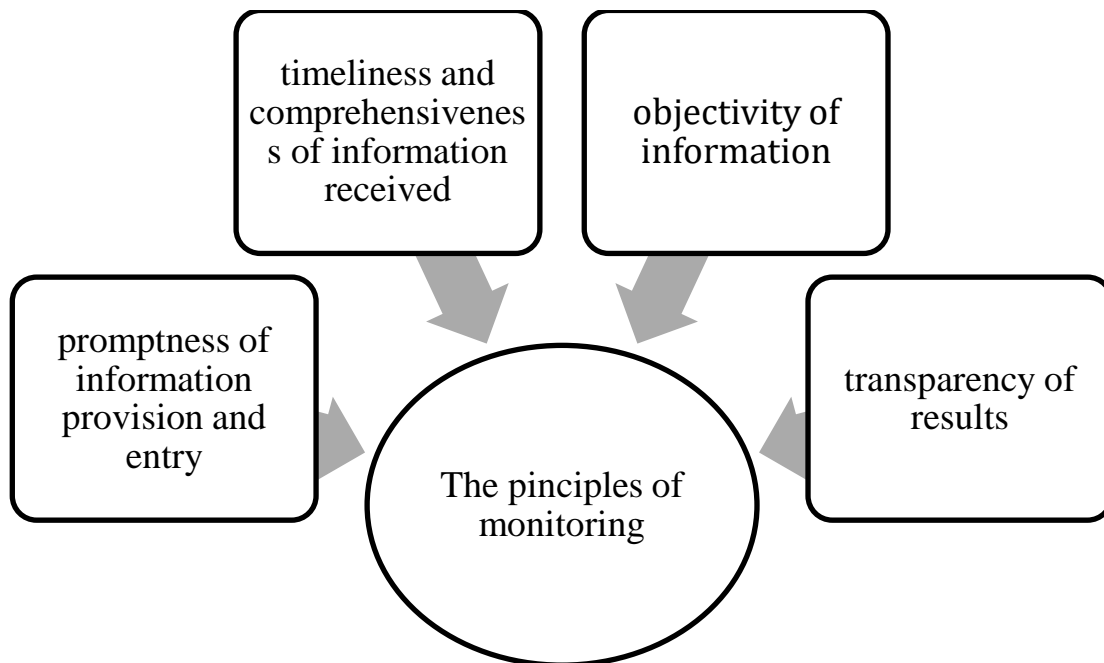 timeliness and
comprehensivenes
s of information
received
objectivity of
information
promptness of
information
provision and
entry
transparency of
results
The pinciples of
monitoring